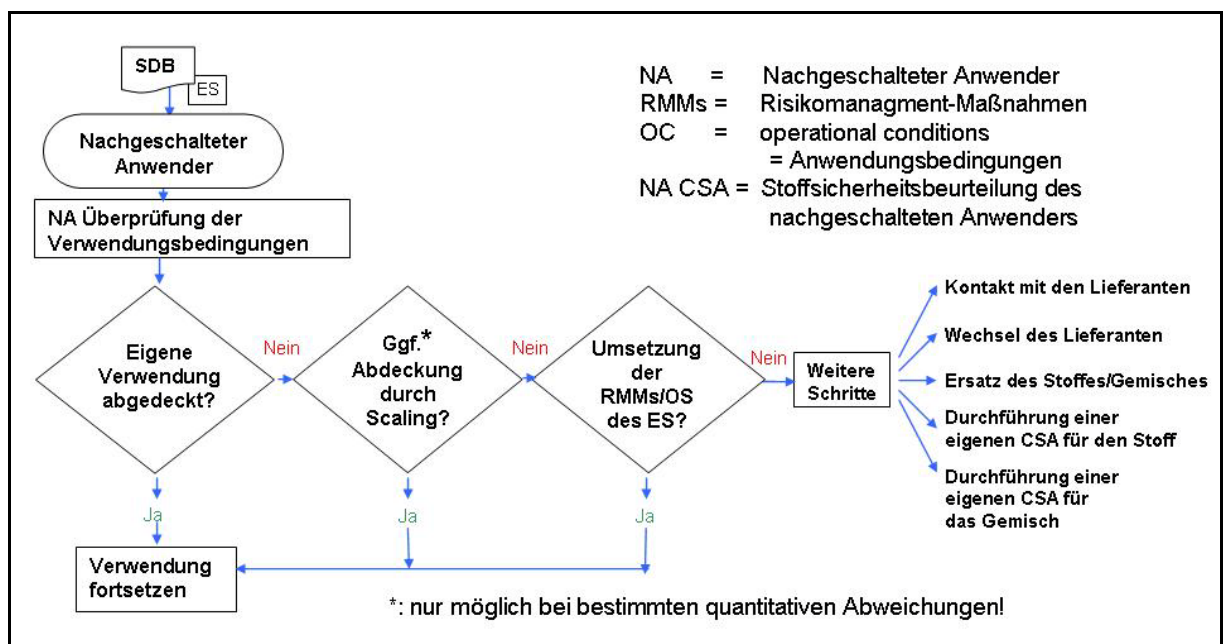 SDB
ES
Nachgeschalteter
Anwender
NA Überprüfung der
Verwendungsbedingungen
NA = Nachgeschalteter Anwender
RMMs = Risikomanagment-Maßnahmen
OC = operational conditions
= Anwendungsbedingungen
NA CSA = Stoffsicherheitsbeurteilung des
nachgeschalteten Anwenders
Eigene
Verwendung
abgedeckt?
Nein
Ggf.*
Abdeckung
durch
Scaling?
Nein
Umsetzung
der
RMMs/OS
des ES?
Nein
Weitere
Schritte
Kontakt mit den Lieferanten
Wechsel des Lieferanten
Ersatz des Stoffes/Gemisches
Durchführung einer
eigenen CSA für den Stoff
Durchführung einer
eigenen CSA für
das Gemisch
Ja
Ja
Ja
Verwendung
fortsetzen
*: nur möglich bei bestimmten quantitativen Abweichungen!